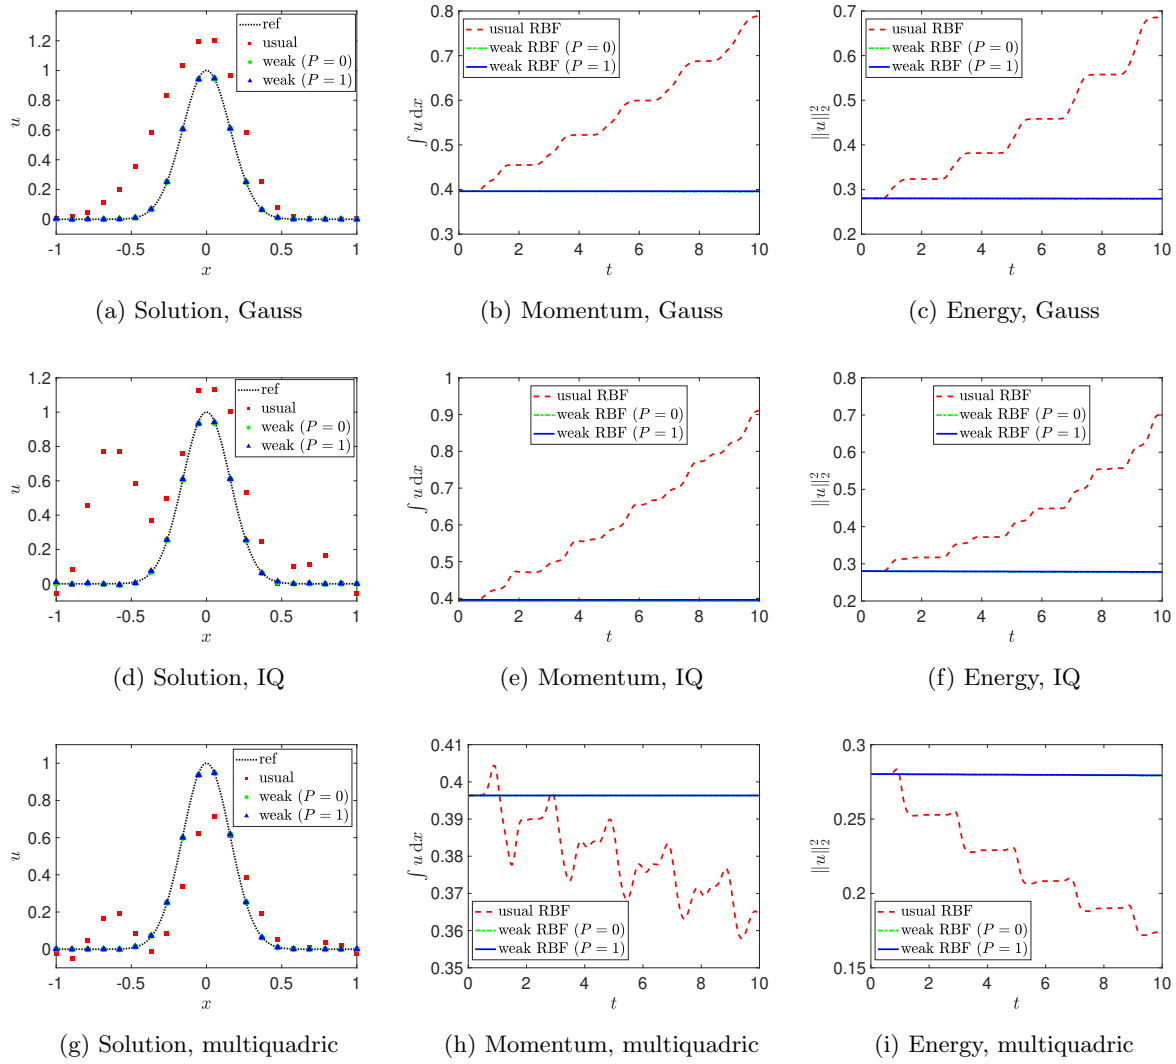 1.2
1
0.8
0.6
0.4
0.2
0
-1
-0.5
0
0.5
1
u
x
ref
usual
weak (P = 0)
weak (P = 1)
(a) Solution, Gauss
0.8
0.7
0.6
0.5
0.4
0.3
0
2
4
6
8
10
∫ u dx
t
usual RBF
weak RBF (P = 0)
weak RBF (P = 1)
(b) Momentum, Gauss
0.7
0.6
0.5
0.4
0.3
0.2
0
2
4
6
8
10
||u||²₂
t
usual RBF
weak RBF (P = 0)
weak RBF (P = 1)
(c) Energy, Gauss
1.2
1
0.8
0.6
0.4
0.2
0
-1
-0.5
0
0.5
1
u
x
ref
usual
weak (P = 0)
weak (P = 1)
(d) Solution, IQ
1
0.9
0.8
0.7
0.6
0.5
0.4
0
2
4
6
8
10
∫ u dx
t
usual RBF
weak RBF (P = 0)
weak RBF (P = 1)
(e) Momentum, IQ
0.8
0.7
0.6
0.5
0.4
0.3
0.2
0
2
4
6
8
10
||u||²₂
t
usual RBF
weak RBF (P = 0)
weak RBF (P = 1)
(f) Energy, IQ
1
0.8
0.6
0.4
0.2
0
-1
-0.5
0
0.5
1
u
x
ref
usual
weak (P = 0)
weak (P = 1)
(g) Solution, multiquadric
0.41
0.4
0.39
0.38
0.37
0.36
0.35
0
2
4
6
8
10
∫ u dx
t
usual RBF
weak RBF (P = 0)
weak RBF (P = 1)
(h) Momentum, multiquadric
0.3
0.25
0.2
0.15
0
2
4
6
8
10
||u||²₂
t
usual RBF
weak RBF (P = 0)
weak RBF (P = 1)
(i) Energy, multiquadric